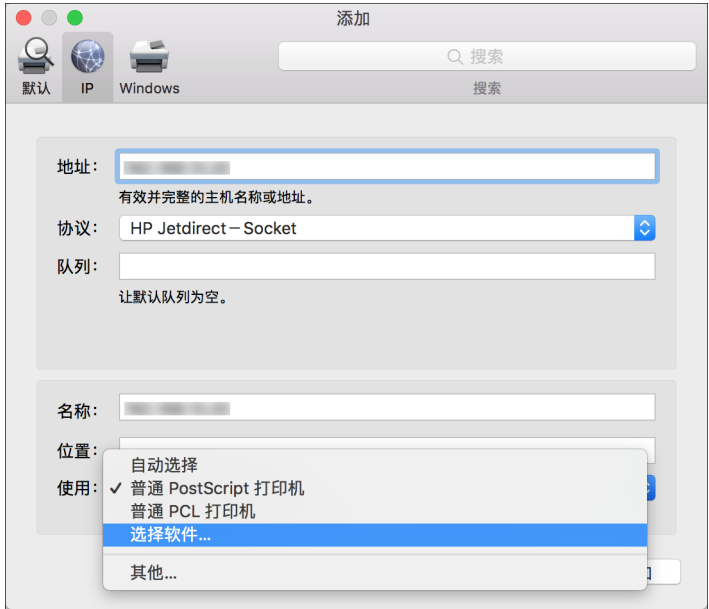 添加
搜索
默认 IP Windows 搜索
地址：
有效并完整的主机名称或地址。
协议： HP Jetdirect－Socket
队列：
让默认队列为空。
名称：
位置：
自动选择
使用： ✓ 普通 PostScript 打印机
普通 PCL 打印机
选择软件...
其他...